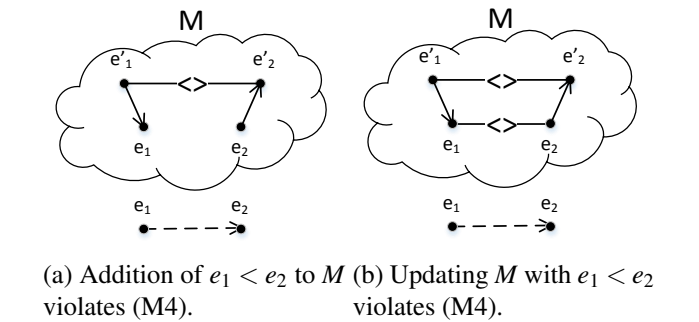 M M
e'1 e'2 e'1 e'2
<> <>
<>
e1 e2 e1 e2
e1 e2 e1 e2
(a) Addition of e1 < e2 to M (b) Updating M with e1 < e2
violates (M4). violates (M4).